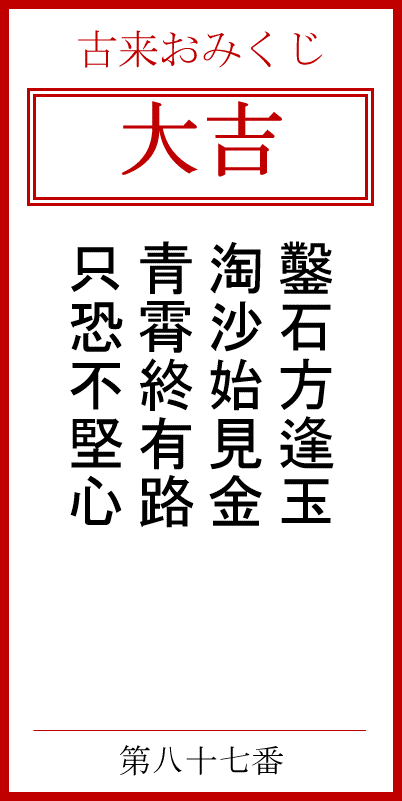 古来おみくじ
大吉
鑿石方逢玉
淘沙始見金
青霄終有路
只恐不堅心
第八十七番